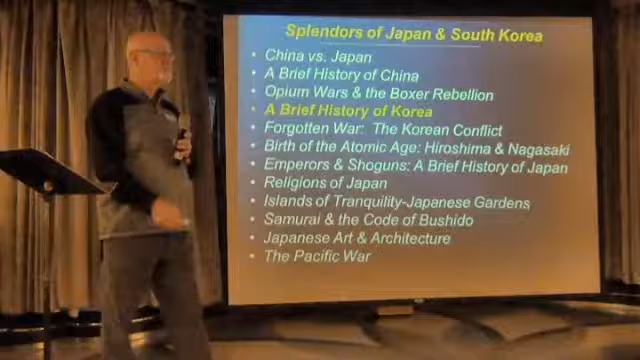 Splendors of Japan & South Korea
• China vs. Japan
• A Brief History of China
• Opium Wars & the Boxer Rebellion
• A Brief History of Korea
• Forgotten War: The Korean Conflict
• Birth of the Atomic Age: Hiroshima & Nagasaki
• Emperors & Shoguns: A Brief History of Japan
• Religions of Japan
• Islands of Tranquility-Japanese Gardens
• Samurai & the Code of Bushido
• Japanese Art & Architecture
• The Pacific War